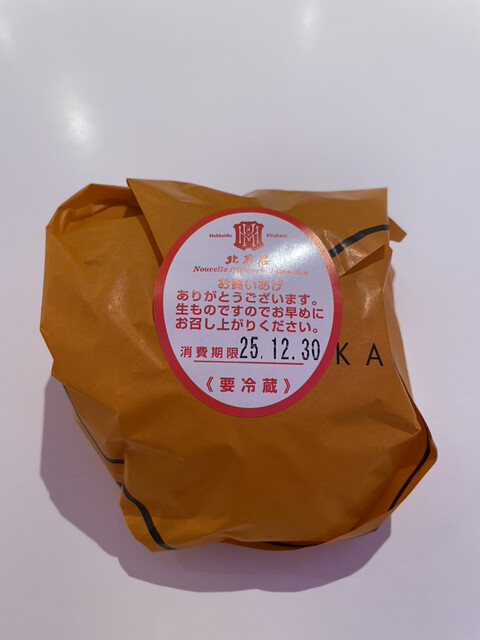 Hokkaido Kitakaro
北菓楼
お買いあげ
ありがとうございます。
生ものですのでお早めに
お召し上がりください。
消費期限 25.12.30
《要冷蔵》
KA